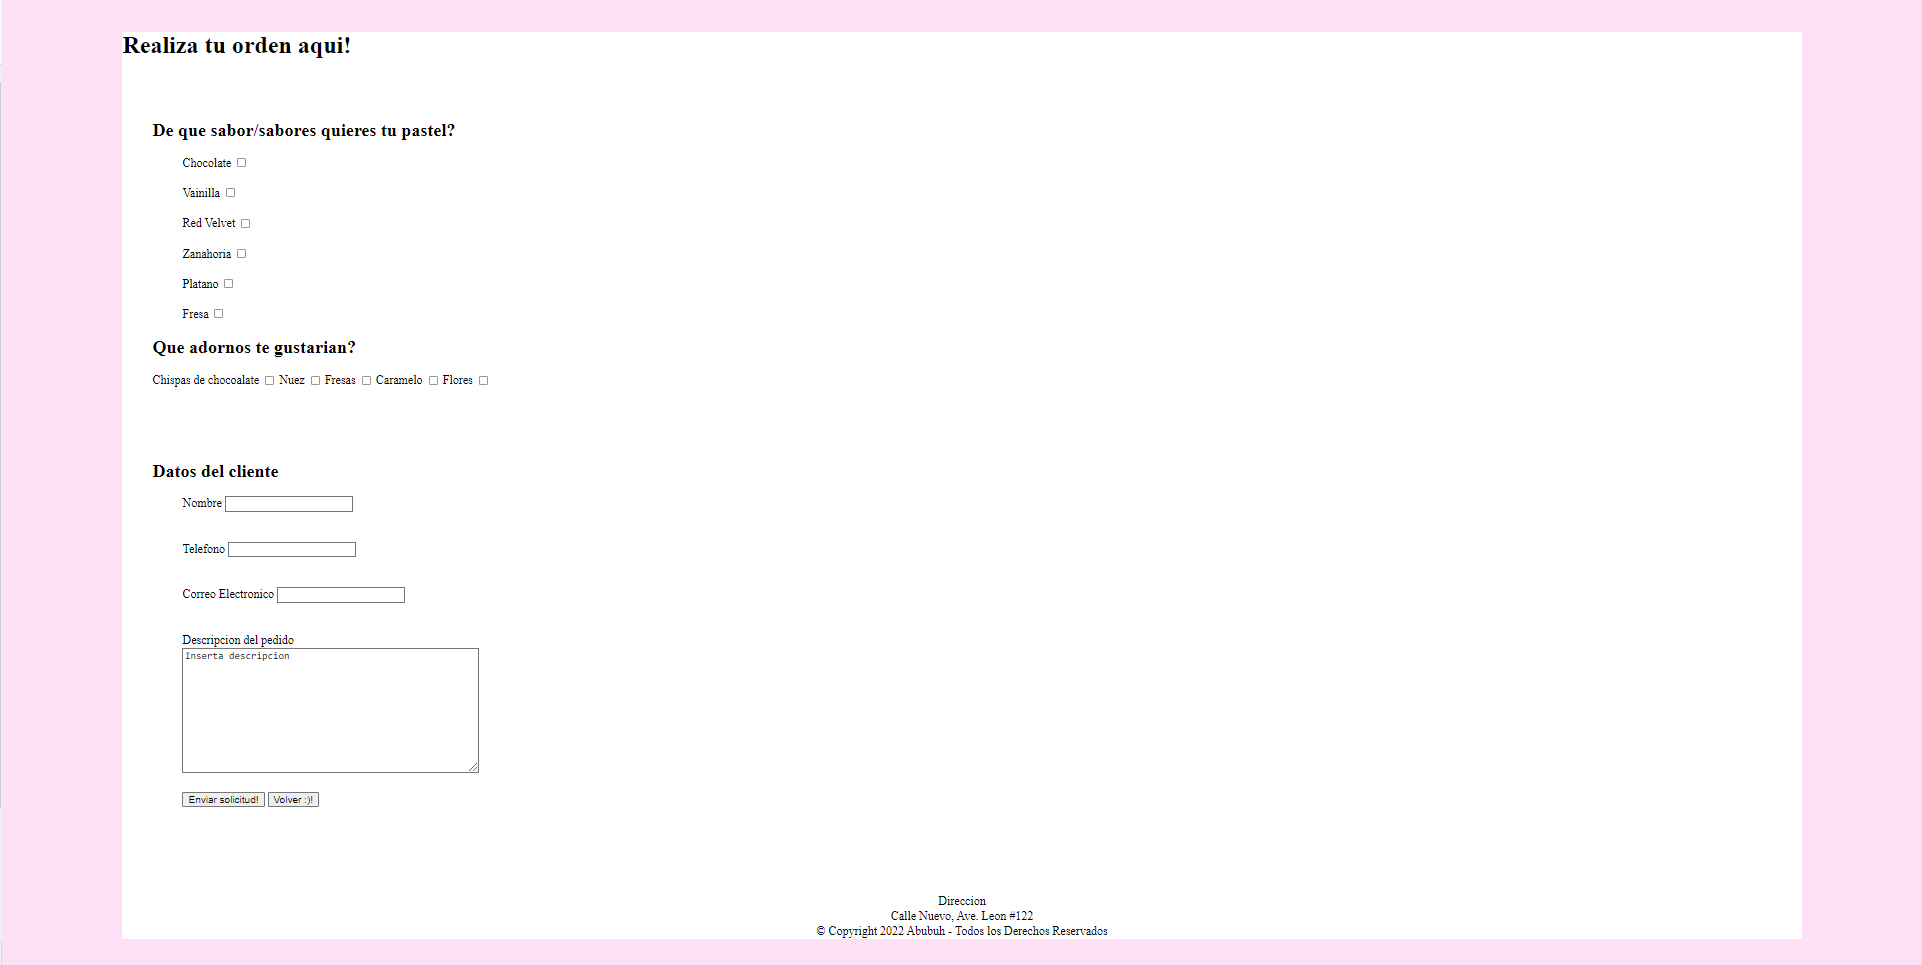 Realiza tu orden aqui!
De que sabor/sabores quieres tu pastel?
Chocolate
Vainilla
Red Velvet
Zanahoria
Platano
Fresa
Que adornos te gustarian?
Chispas de chocoalate Nuez Fresas Caramelo Flores
Datos del cliente
Nombre
Telefono
Correo Electronico
Descripcion del pedido
Inserta descripcion
Enviar solicitud! Volver :)!
Direccion
Calle Nuevo, Ave. Leon #122
© Copyright 2022 Abubuh - Todos los Derechos Reservados